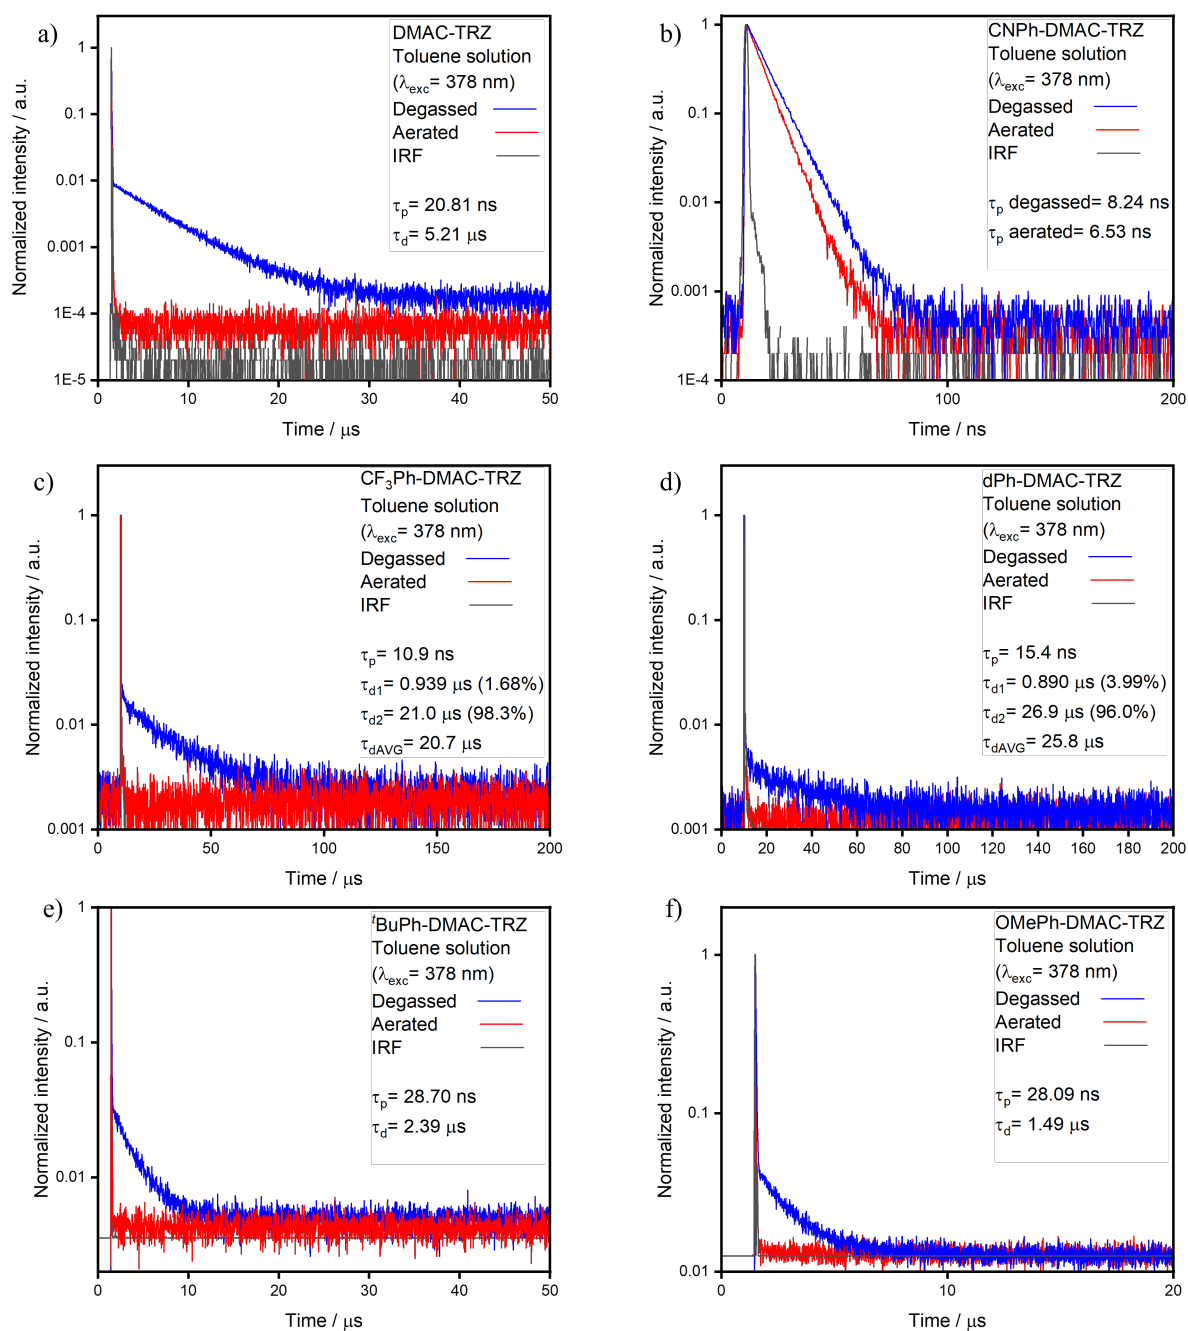 a)
DMAC-TRZ
Toluene solution
(λexc= 378 nm)
Degassed
Aerated
IRF
τp= 20.81 ns
τd= 5.21 μs
Normalized intensity / a.u.
1
0.1
0.01
0.001
1E-4
1E-5
0 10 20 30 40 50
Time / μs
b)
CNPh-DMAC-TRZ
Toluene solution
(λexc= 378 nm)
Degassed
Aerated
IRF
τp degassed= 8.24 ns
τp aerated= 6.53 ns
Normalized intensity / a.u.
1
0.1
0.01
0.001
1E-4
0 100 200
Time / ns
c)
CF3Ph-DMAC-TRZ
Toluene solution
(λexc= 378 nm)
Degassed
Aerated
IRF
τp= 10.9 ns
τd1= 0.939 μs (1.68%)
τd2= 21.0 μs (98.3%)
τdAVG= 20.7 μs
Normalized intensity / a.u.
1
0.1
0.01
0.001
0 50 100 150 200
Time / μs
d)
dPh-DMAC-TRZ
Toluene solution
(λexc= 378 nm)
Degassed
Aerated
IRF
τp= 15.4 ns
τd1= 0.890 μs (3.99%)
τd2= 26.9 μs (96.0%)
τdAVG= 25.8 μs
Normalized intensity / a.u.
1
0.1
0.01
0.001
0 20 40 60 80 100 120 140 160 180 200
Time / μs
e)
tBuPh-DMAC-TRZ
Toluene solution
(λexc= 378 nm)
Degassed
Aerated
IRF
τp= 28.70 ns
τd= 2.39 μs
Normalized intensity / a.u.
1
0.1
0.01
0 10 20 30 40 50
Time / μs
f)
OMePh-DMAC-TRZ
Toluene solution
(λexc= 378 nm)
Degassed
Aerated
IRF
τp= 28.09 ns
τd= 1.49 μs
Normalized intensity / a.u.
1
0.1
0.01
0 10 20
Time / μs